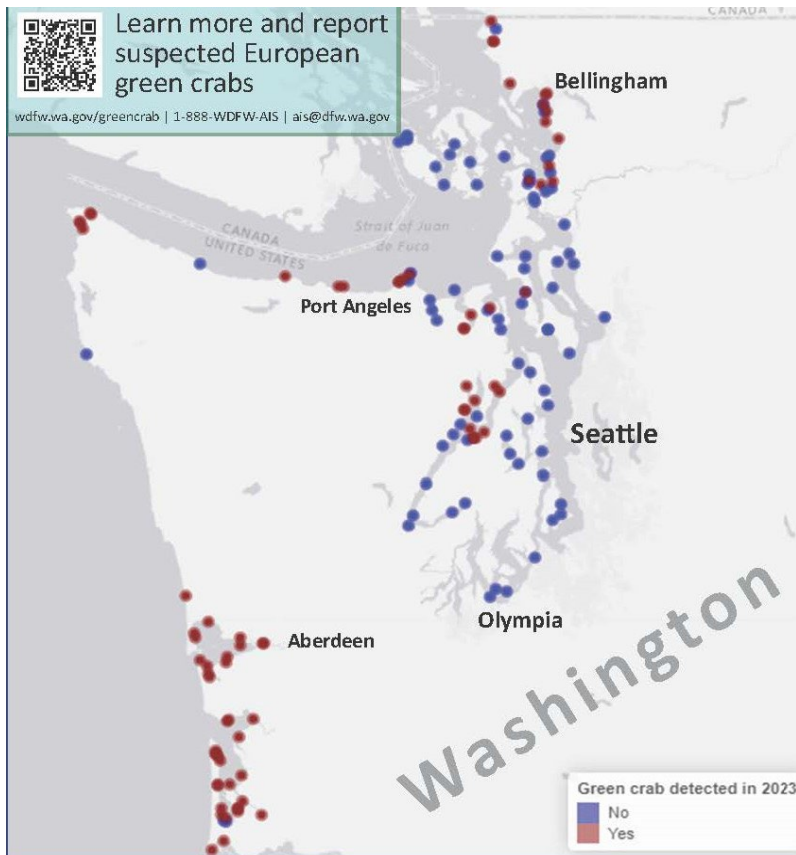 Learn more and report
suspected European
green crabs
wdfw.wa.gov/greencrab | 1-888-WDFW-AIS | ais@dfw.wa.gov
CANADA
Bellingham
CANADA
UNITED STATES
Strait of Juan
de Fuca
Port Angeles
Seattle
Olympia
Aberdeen
Washington
Green crab detected in 2023
No
Yes